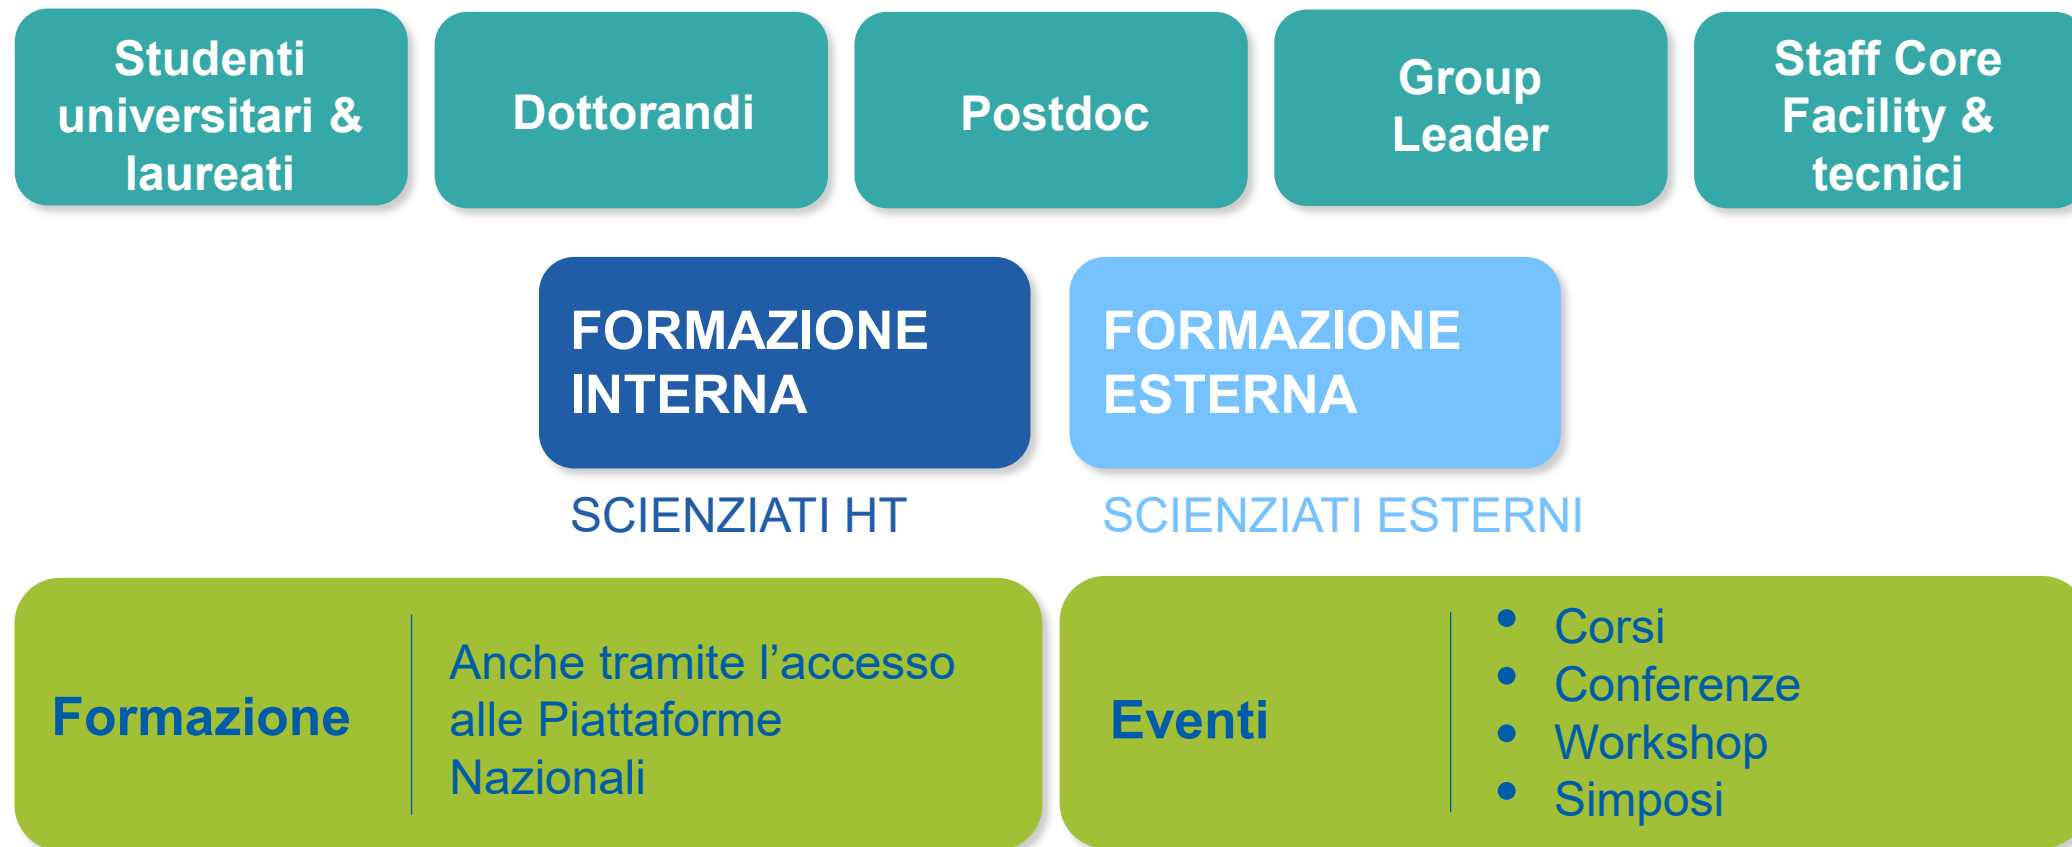 Studenti
universitari &
laureati
Dottorandi
Postdoc
Group
Leader
Staff Core
Facility &
tecnici
FORMAZIONE
INTERNA
FORMAZIONE
ESTERNA
SCIENZIATI HT
SCIENZIATI ESTERNI
Formazione
Anche tramite l’accesso
alle Piattaforme
Nazionali
Eventi
• Corsi
• Conferenze
• Workshop
• Simposi